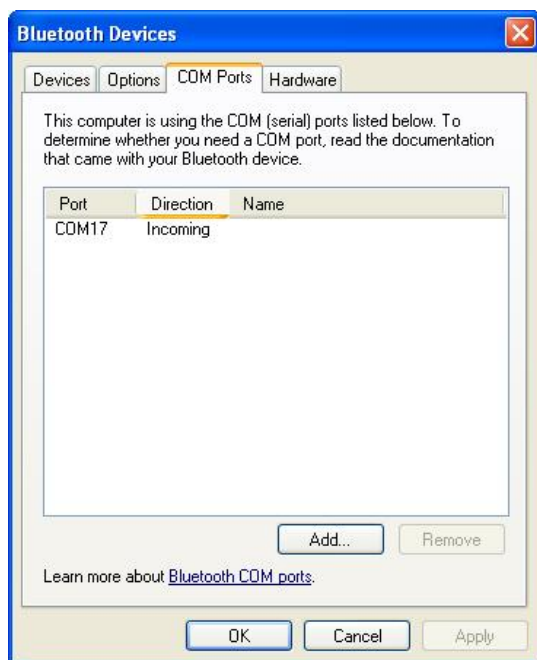 Bluetooth Devices
Devices Options COM Ports Hardware
This computer is using the COM (serial) ports listed below. To
determine whether you need a COM port, read the documentation
that came with your Bluetooth device.
Port Direction Name
COM17 Incoming
Add... Remove
Learn more about Bluetooth COM ports.
OK Cancel Apply